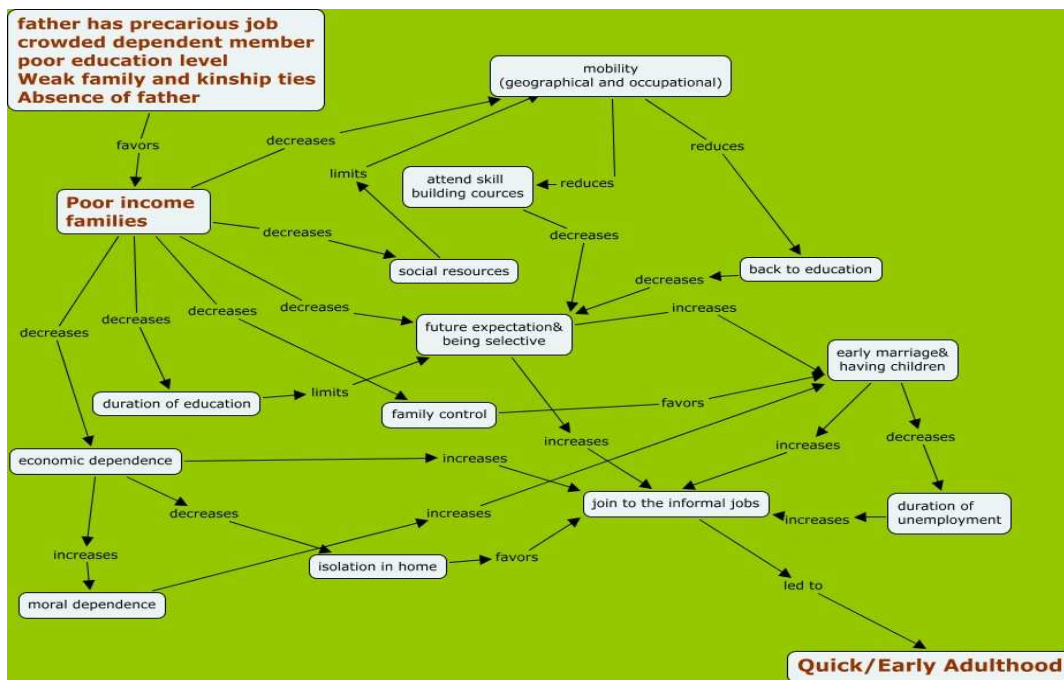 father has precarious job
crowded dependent member
poor education level
Weak family and kinship ties
Absence of father
mobility
(geographical and occupational)
favors
decreases
reduces
limits
attend skill
building cources
reduces
Poor income
families
decreases
decreases
social resources
back to education
decreases
decreases
decreases
decreases
decreases
increases
future expectation&
being selective
early marriage&
having children
duration of education
limits
family control
favors
increases
increases
decreases
economic dependence
increases
join to the informal jobs
duration of
unemployment
decreases
increases
increases
increases
isolation in home
favors
moral dependence
led to
Quick/Early Adulthood